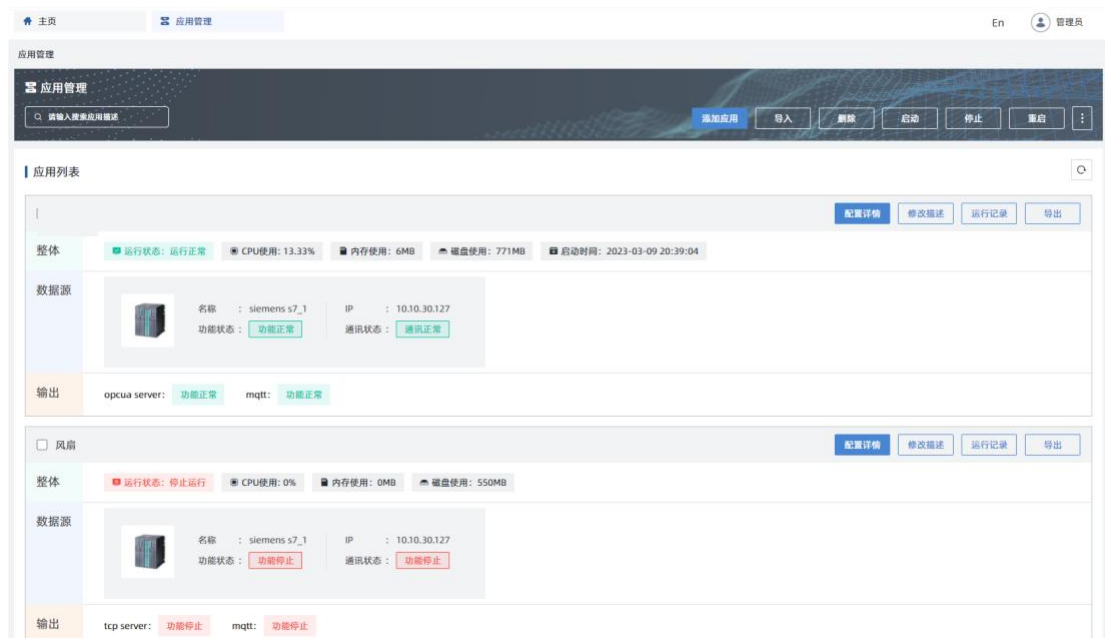 主页 应用管理 En 管理员
应用管理
应用管理
请输入搜索应用描述 添加应用 导入 删除 启动 停止 重启
应用列表
配置详情 修改描述 运行记录 导出
整体 运行状态：运行正常 CPU使用：13.33% 内存使用：6MB 磁盘使用：771MB 启动时间：2023-03-09 20:39:04
数据源
名称 ：siemens s7_1 IP ：10.10.30.127
功能状态：功能正常 通讯状态：通讯正常
输出 opcua server：功能正常 mqtt：功能正常
风扇 配置详情 修改描述 运行记录 导出
整体 运行状态：停止运行 CPU使用：0% 内存使用：0MB 磁盘使用：550MB
数据源
名称 ：siemens s7_1 IP ：10.10.30.127
功能状态：功能停止 通讯状态：功能停止
输出 tcp server：功能停止 mqtt：功能停止